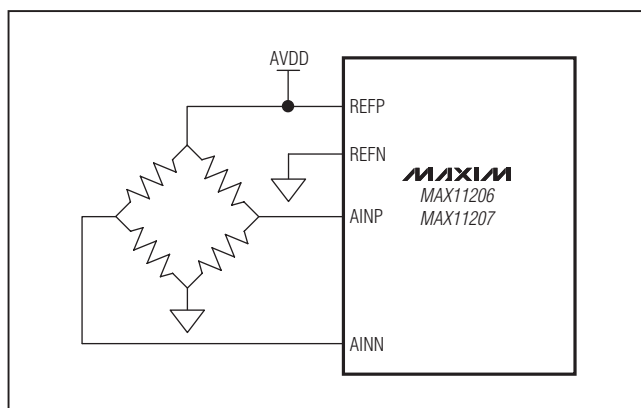 AVDD
REFP
REFN
MAXIM
MAX11206
MAX11207
AINP
AINN